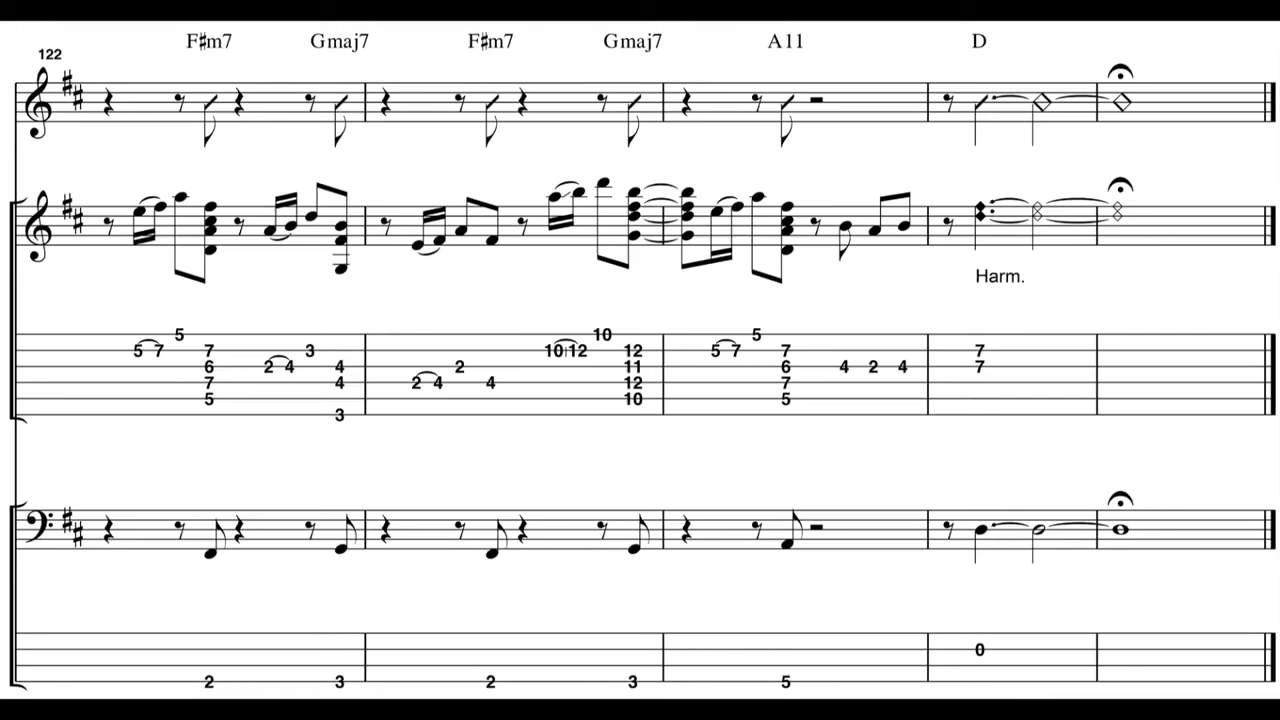 F♯m7 Gmaj7 F♯m7 Gmaj7 A11 D
122
Harm.
5 10 5
5 7 7 3 10 12 12 5 7 7 7
6 2 4 4 2 11 6 4 2 4 7
7 4 2 4 4 12 7
5 10 5
3
0
2 3 2 3 5